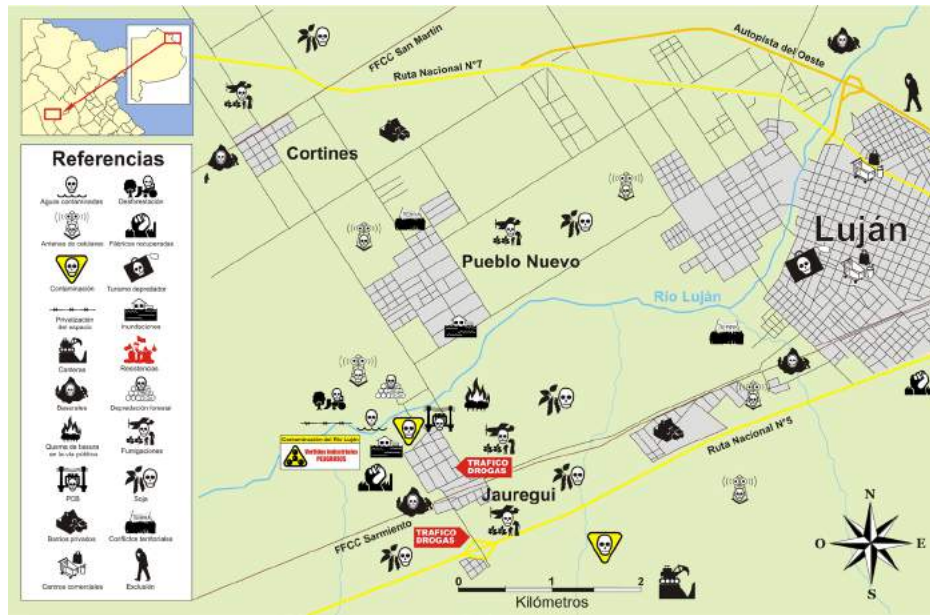 Referencias
Aguas contaminadas
Desforestación
Antenas de celulares
Fábricas recuperadas
Contaminación
Turismo depredador
Privatización
del espacio
Inundaciones
Canteras
Resistencias
Basurales
Depredación forestal
Quema de basura
en la vía pública
Fumigaciones
PCB
Soja
Barrios privados
Conflictos territoriales
Centros comerciales
Exclusión
FFCC San Martín
Ruta Nacional N°7
Autopista del Oeste
Cortines
Luján
Pueblo Nuevo
Río Luján
Contaminación del Río Luján
Vertidos Industriales
PELIGROSOS
TRAFICO
DROGAS
Jauregui
Ruta Nacional N°5
FFCC Sarmiento
TRAFICO
DROGAS
N
O
E
S
0
1
2
Kilómetros